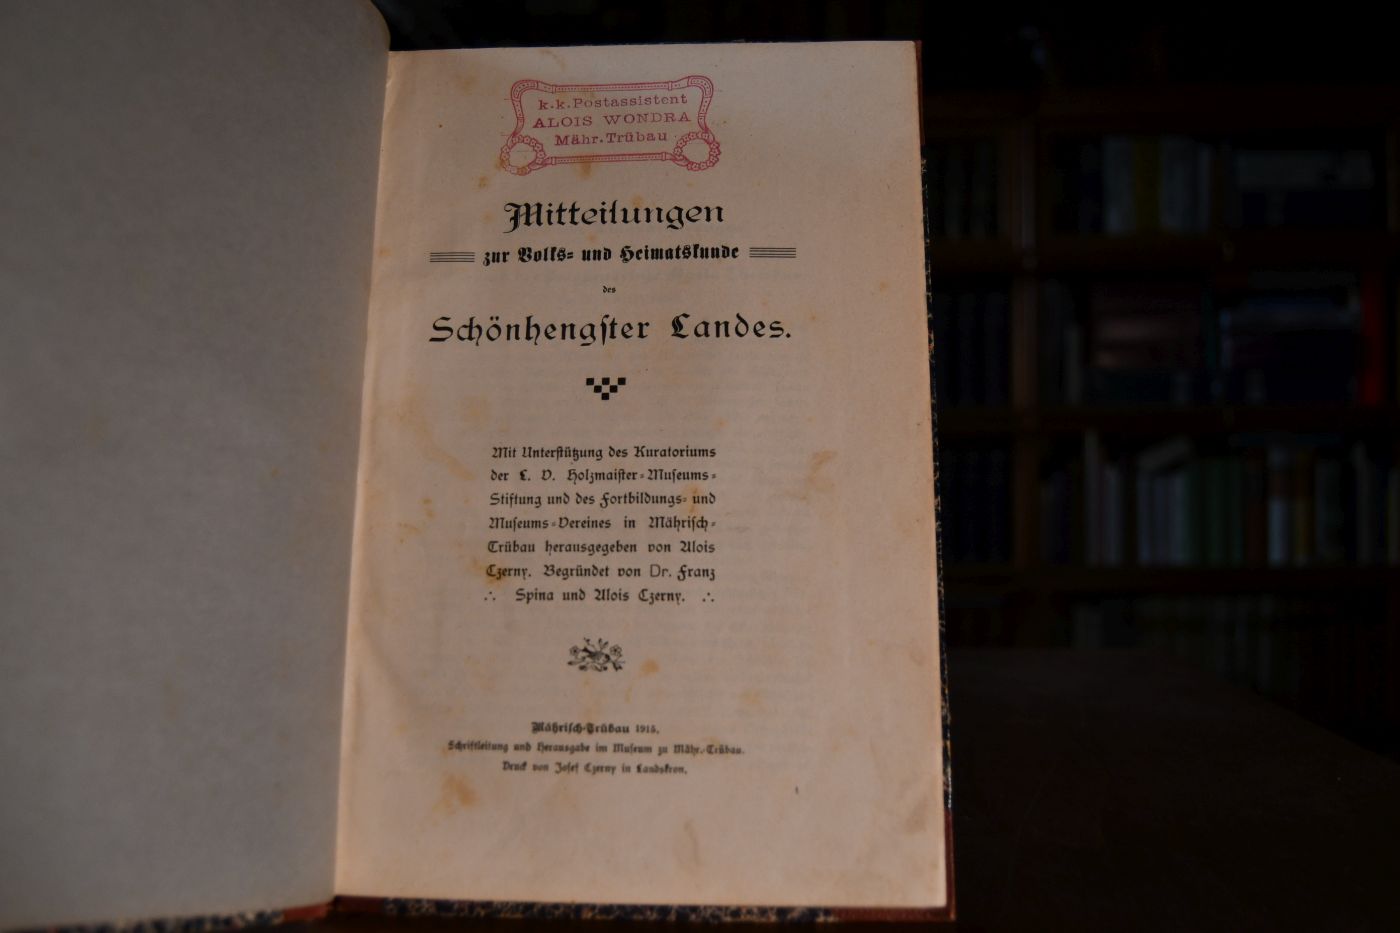 k.k.Postassistent
ALOIS WONDRA
Mähr.Trübau
Mitteilungen
zur Volks- und Heimatskunde
des
Schönhengſter Landes.
Mit Unterſtützung des Kuratoriums
der L. V. Holzmaiſter-Muſeums-
Stiftung und des Fortbildungs- und
Muſeums-Vereines in Mähriſch-
Trübau herausgegeben von Alois
Czerny. Begründet von Dr. Franz
∴ Spina und Alois Czerny. ∴
Mähriſch-Trübau 1915.
Schriftleitung und Herausgabe im Muſeum zu Mähr.-Trübau.
Druck von Joſef Czerny in Landskron.